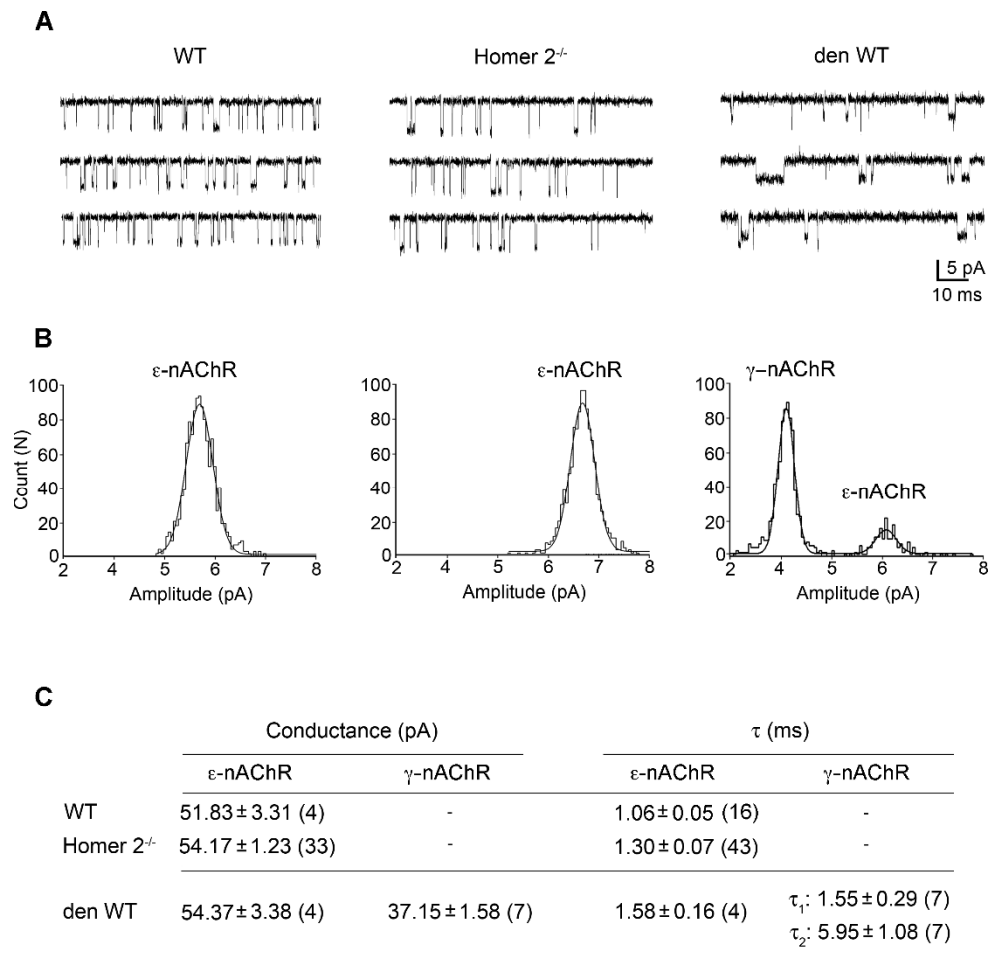 A
WT Homer 2-/- den WT
5 pA
10 ms
B
ε-nAChR ε-nAChR γ–nAChR
ε-nAChR
Count (N)
100 100 100
80 80 80
60 60 60
40 40 40
20 20 20
0 0 0
2 3 4 5 6 7 8 2 3 4 5 6 7 8 2 3 4 5 6 7 8
Amplitude (pA) Amplitude (pA) Amplitude (pA)
C
Conductance (pA) τ (ms)
ε-nAChR γ-nAChR ε-nAChR γ-nAChR
WT 51.83±3.31 (4) - 1.06±0.05 (16) -
Homer 2-/- 54.17±1.23 (33) - 1.30±0.07 (43) -
den WT 54.37±3.38 (4) 37.15±1.58 (7) 1.58±0.16 (4) τ1: 1.55±0.29 (7)
τ2: 5.95±1.08 (7)